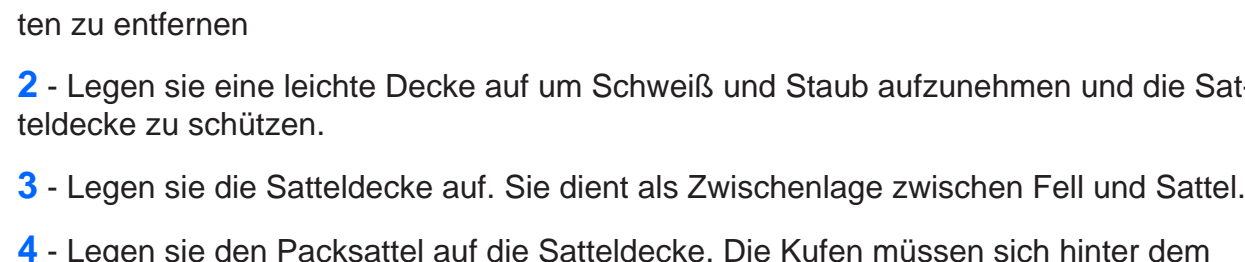 ten zu entfernen
2 - Legen sie eine leichte Decke auf um Schweiß und Staub aufzunehmen und die Sat-
teldecke zu schützen.
3 - Legen sie die Satteldecke auf. Sie dient als Zwischenlage zwischen Fell und Sattel.
4 - Legen sie den Packsattel auf die Satteldecke. Die Kufen müssen sich hinter dem